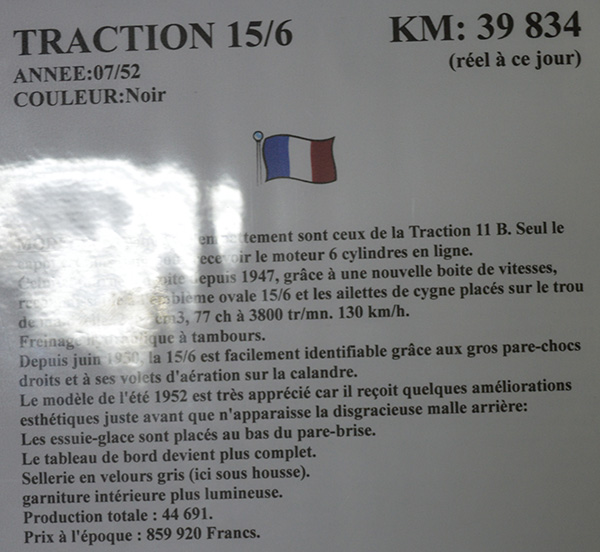 TRACTION 15/6
KM: 39 834
ANNEE:07/52
(réel à ce jour)
COULEUR:Noir
tement sont ceux de la Traction 11 B. Seul le
ir le moteur 6 cylindres en ligne.
depuis 1947, grâce à une nouvelle boite de vitesses,
ovale 15/6 et les ailettes de cygne placés sur le trou
cm3, 77 ch à 3800 tr/mn. 130 km/h.
Freinage à tambours.
Depuis juin la 15/6 est facilement identifiable grâce aux gros pare-chocs
droits et à ses volets d'aération sur la calandre.
Le modèle de l'été 1952 est très apprécié car il reçoit quelques améliorations
esthétiques juste avant que n'apparaisse la disgracieuse malle arrière:
Les essuie-glace sont placés au bas du pare-brise.
Le tableau de bord devient plus complet.
Sellerie en velours gris (ici sous housse).
garniture intérieure plus lumineuse.
Production totale : 44 691.
Prix à l'époque : 859 920 Francs.